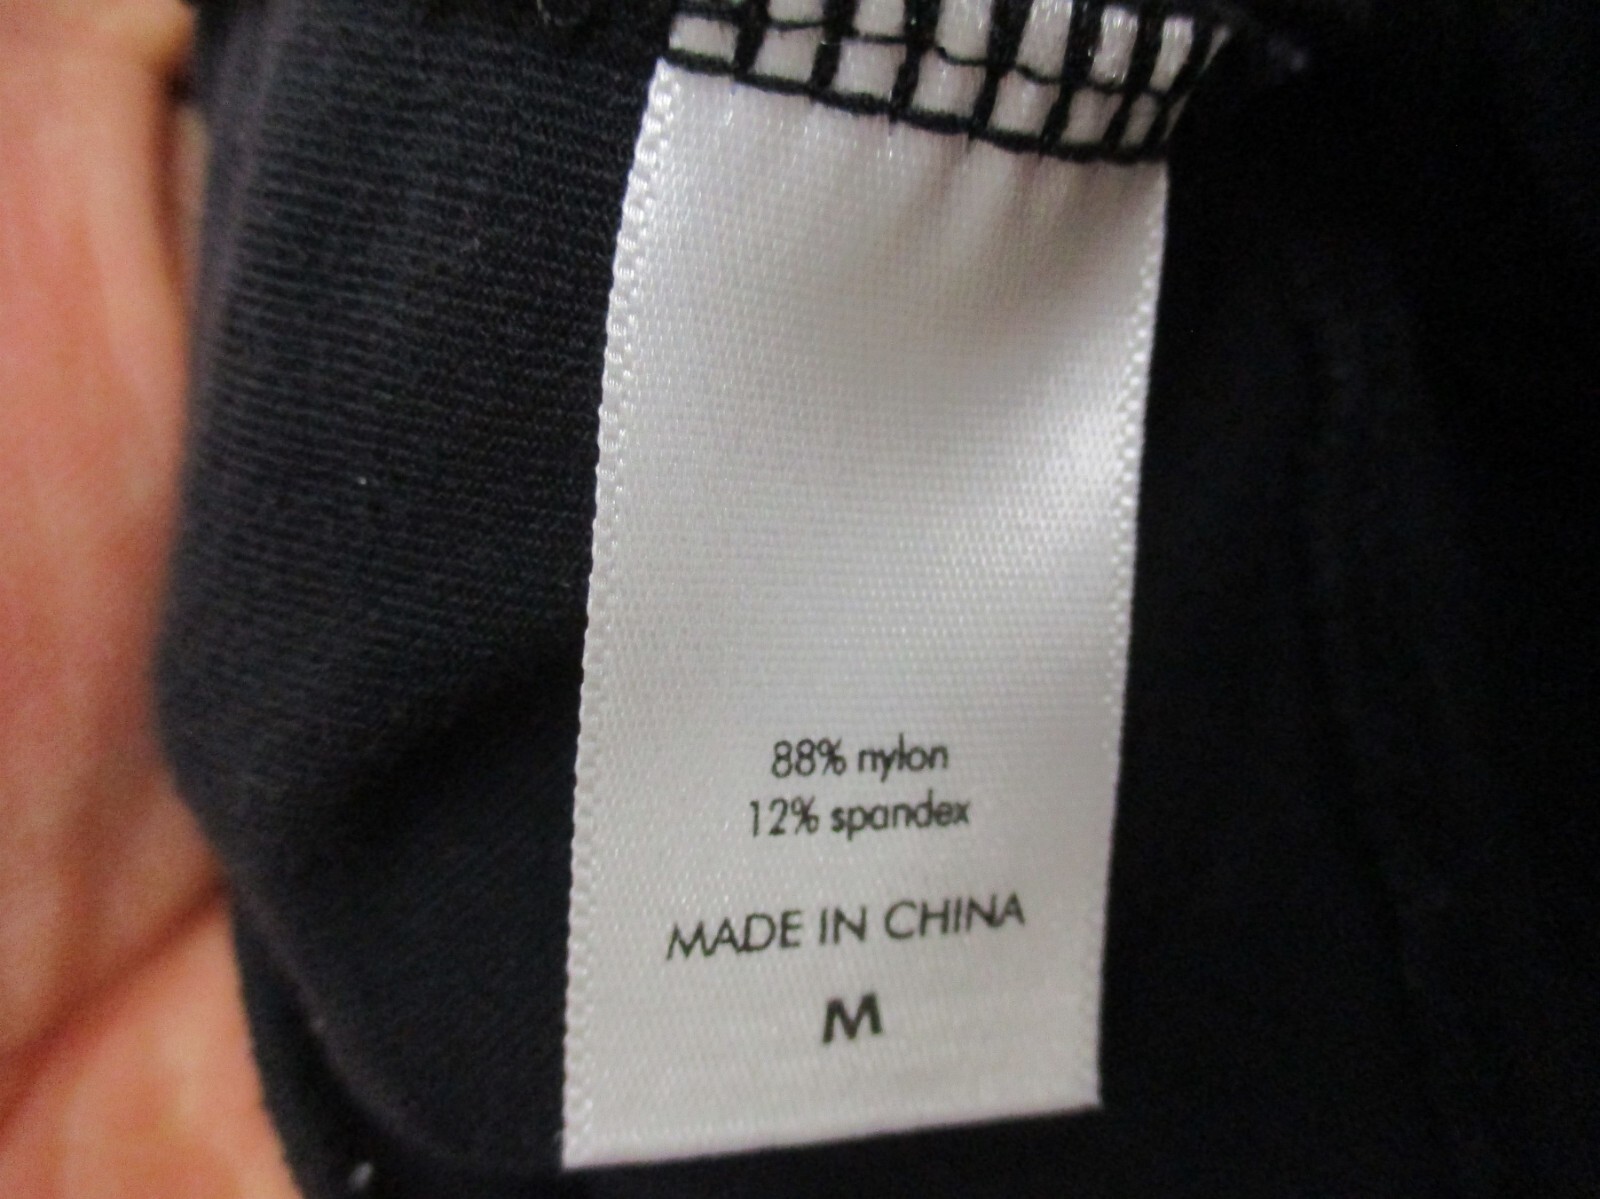 88% nylon
12% spandex
MADE IN CHINA
M